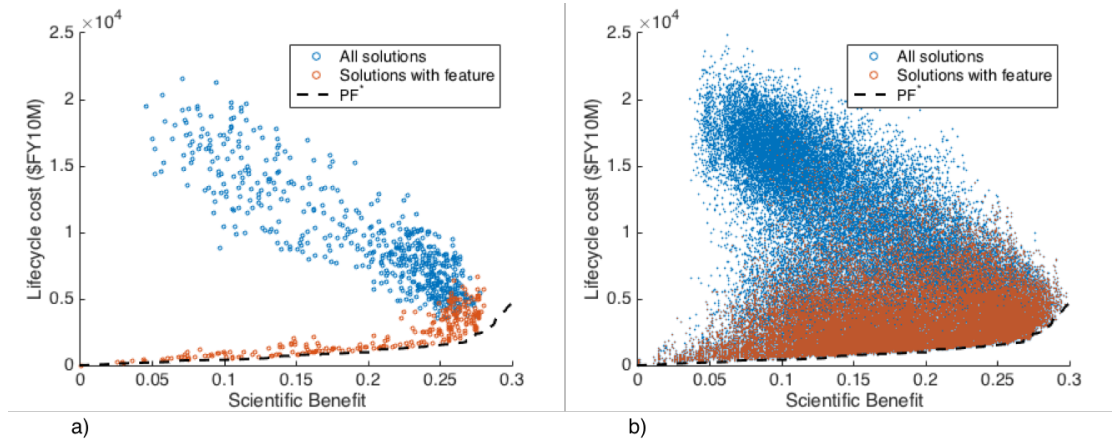 2.5 ×10⁴
2
1.5
1
0.5
0
Lifecycle cost ($FY10M)
All solutions
Solutions with feature
PF*
0 0.05 0.1 0.15 0.2 0.25 0.3
Scientific Benefit
a)
2.5 ×10⁴
2
1.5
1
0.5
0
Lifecycle cost ($FY10M)
All solutions
Solutions with feature
PF*
0 0.05 0.1 0.15 0.2 0.25 0.3
Scientific Benefit
b)